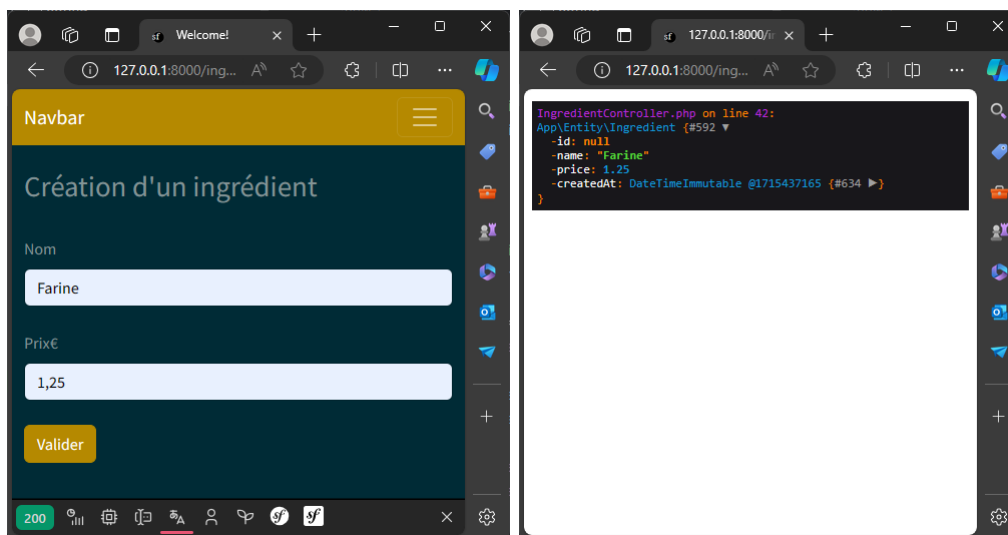 Welcome!
127.0.0.1:8000/ing...
Navbar
Création d'un ingrédient
Nom
Farine
Prix€
1,25
Valider
200
127.0.0.1:8000/in
127.0.0.1:8000/ing...
IngredientController.php on line 42:
App\Entity\Ingredient {#592 ▼
-id: null
-name: "Farine"
-price: 1.25
-createdAt: DateTimeImmutable @1715437165 {#634 ▶}
}